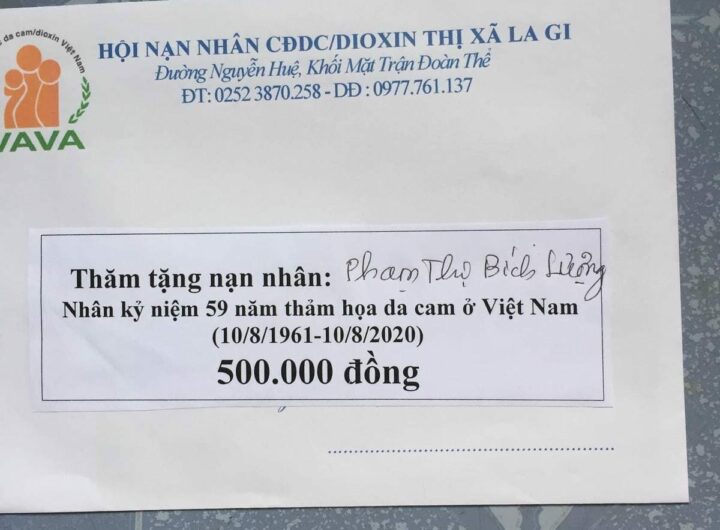 da cam/dioxin Việt Nam
VAVA
HỘI NẠN NHÂN CĐDC/DIOXIN THỊ XÃ LA GI
Đường Nguyễn Huệ, Khối Mặt Trận Đoàn Thể
ĐT: 0252 3870.258 - DĐ : 0977.761.137
Thăm tặng nạn nhân: Phạm Thị Bích Lượng
Nhân kỷ niệm 59 năm thảm họa da cam ở Việt Nam
(10/8/1961-10/8/2020)
500.000 đồng